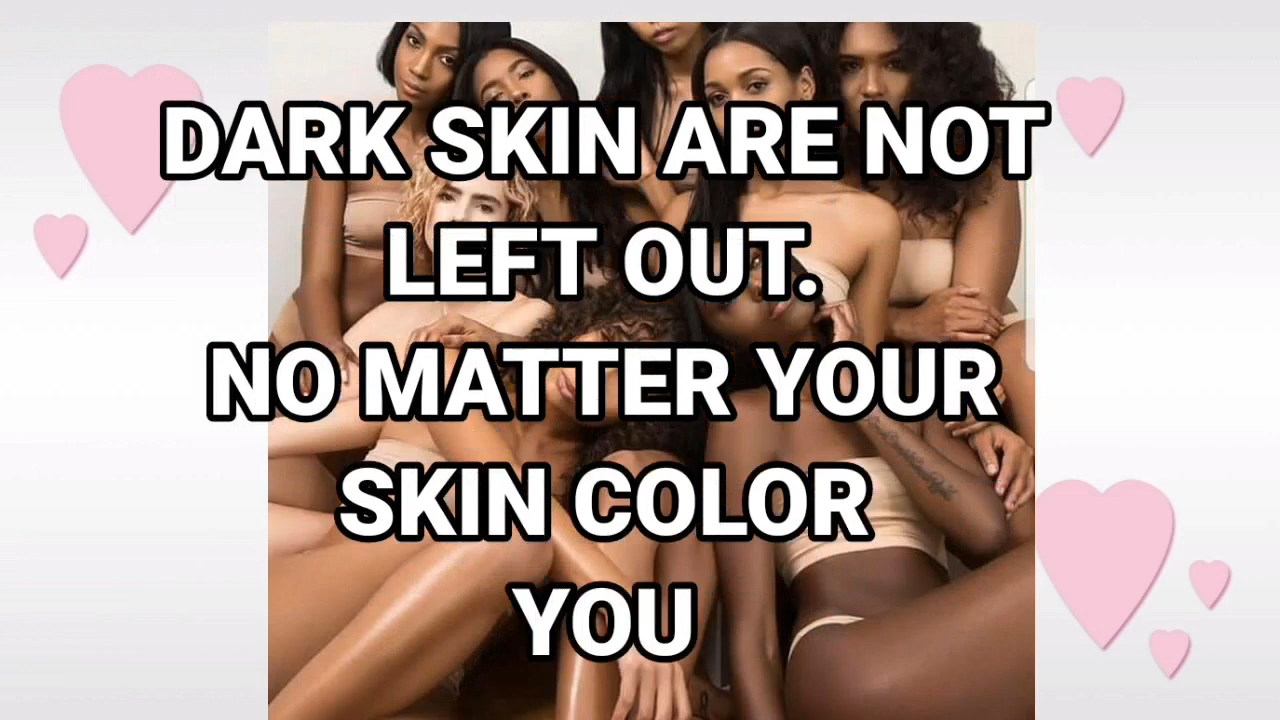 DARK SKIN ARE NOT
LEFT OUT.
NO MATTER YOUR
SKIN COLOR
YOU